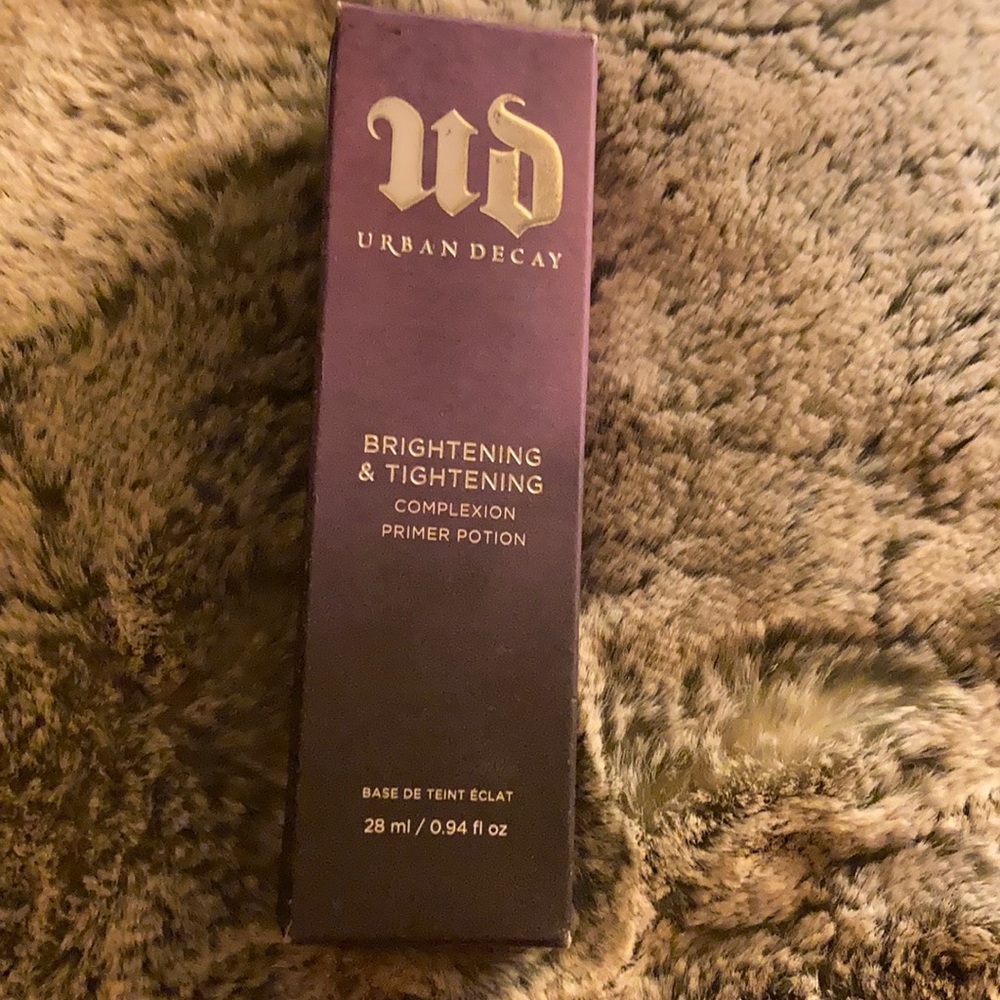 UD
URBAN DECAY
BRIGHTENING
& TIGHTENING
COMPLEXION
PRIMER POTION
BASE DE TEINT ÉCLAT
28 ml / 0.94 fl oz